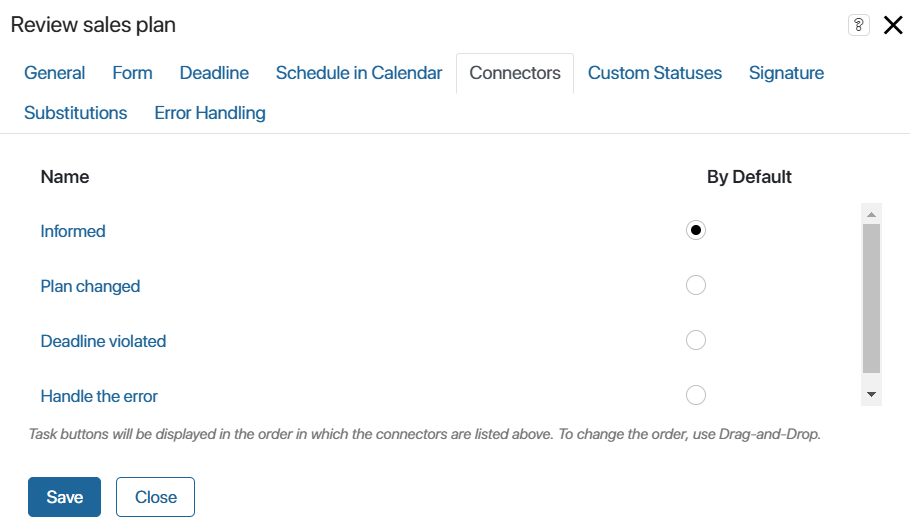 Review sales plan ?
General Form Deadline Schedule in Calendar Connectors Custom Statuses Signature
Substitutions Error Handling
Name By Default
Informed
Plan changed
Deadline violated
Handle the error
Task buttons will be displayed in the order in which the connectors are listed above. To change the order, use Drag-and-Drop.
Save Close